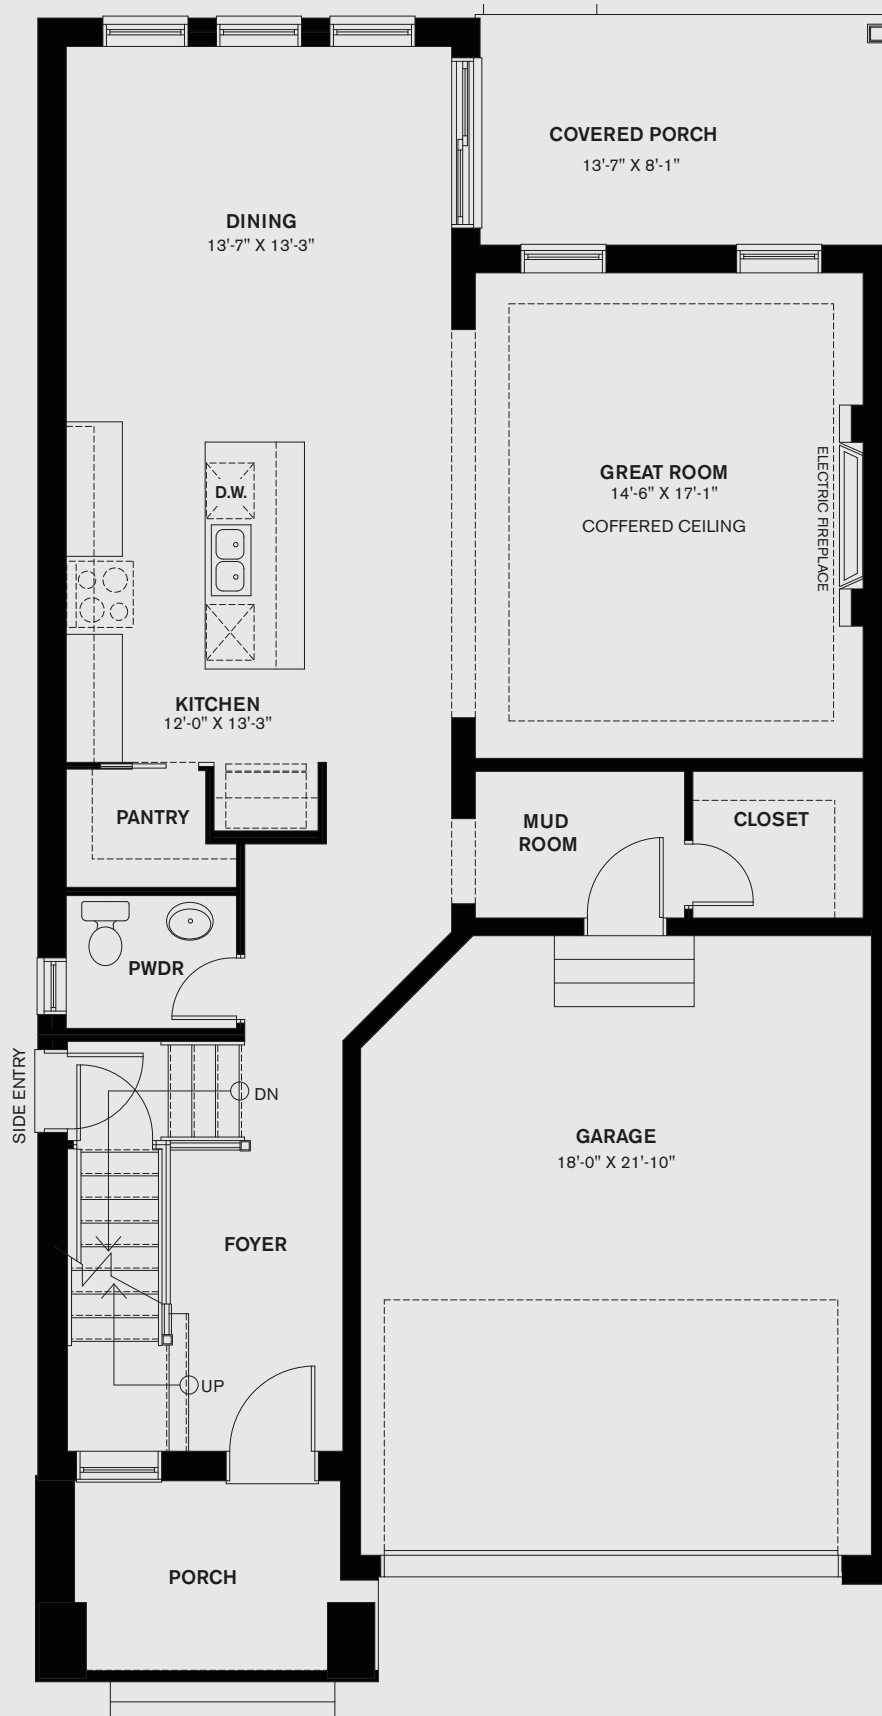 COVERED PORCH
13'-7" X 8'-1"
DINING
13'-7" X 13'-3"
D.W.
GREAT ROOM
14'-6" X 17'-1"
COFFERED CEILING
ELECTRIC FIREPLACE
KITCHEN
12'-0" X 13'-3"
PANTRY
MUD
ROOM
CLOSET
PWDR
SIDE ENTRY
DN
GARAGE
18'-0" X 21'-10"
FOYER
UP
PORCH